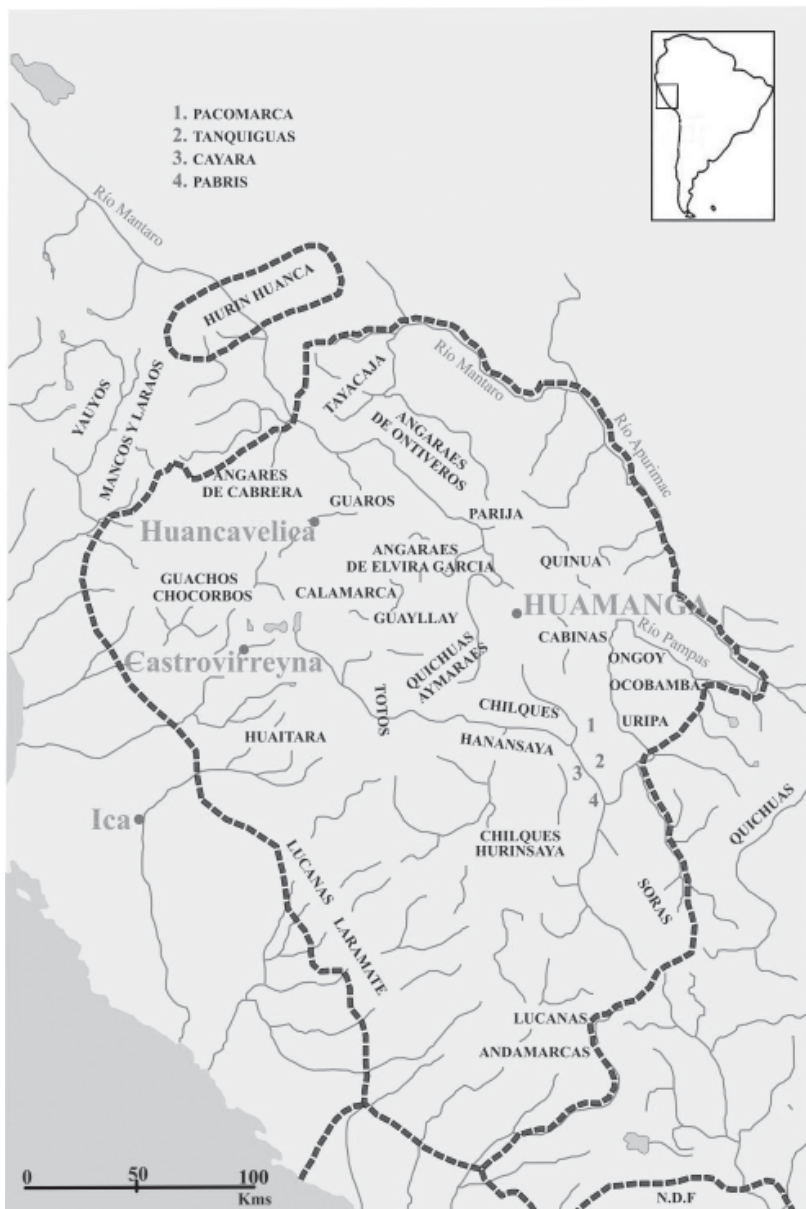 1. PACOMARCA
2. TANQUIGUAS
3. CAYARA
4. PABRIS
Río Mantaro
HURIN HUANCA
YAUYOS
MANCOS Y LARAOS
TAYACAJA
Río Mantaro
ANGARAES
DE ONTIVEROS
Río Apurimac
ANGARES
DE CABRERA
GUAROS
PARIJA
Huancavelica
ANGARAES
DE ELVIRA GARCIA
QUINUA
GUACHOS
CHOCORBOS
CALAMARCA
GUAYLLAY
HUAMANGA
CABINAS
Río Pampas
Castrovirreyna
QUICHUAS
AYMARAES
ONGOY
OCOBAMBA
TOTOS
CHILQUES
HANANSAYA
1
URIPA
HUAITARA
2
3
4
Ica
CHILQUES
HURINSAYA
QUICHUAS
LUCANAS
LARAMATE
SORAS
LUCANAS
ANDAMARCAS
0 50 100
Kms
N.D.F